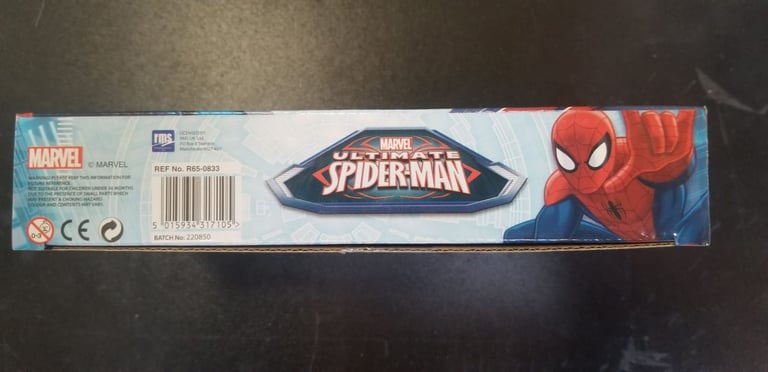 MARVEL
© MARVEL
WARNING! PLEASE KEEP THIS INFORMATION FOR
FUTURE REFERENCE.
NOT SUITABLE FOR CHILDREN UNDER 36 MONTHS
DUE TO THE PRESENCE OF SMALL PARTS WHICH
MAY PRESENT A CHOKING HAZARD.
COLOUR AND CONTENTS MAY VARY.
0-3
CE
rms
REF No. R65-0833
5 015934 317105 >
BATCH No: 220850
MARVEL
ULTIMATE
SPIDER-MAN